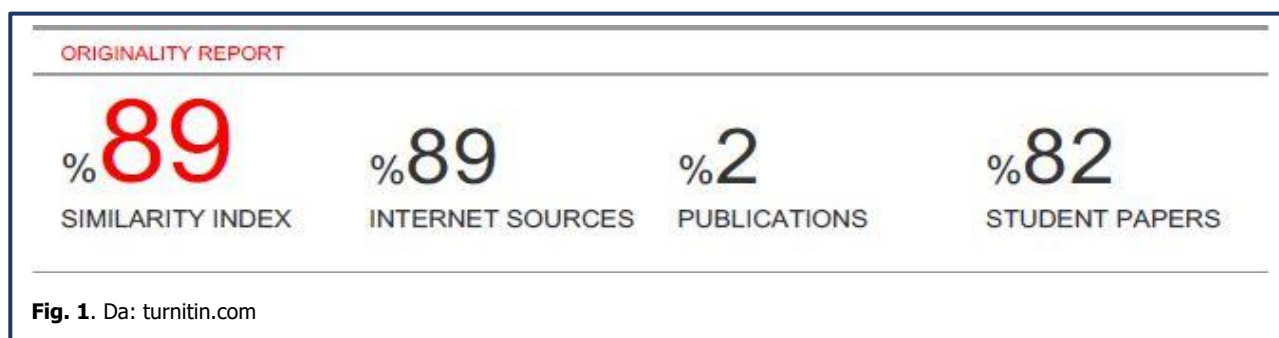 ORIGINALITY REPORT
%89 %89 %2 %82
SIMILARITY INDEX INTERNET SOURCES PUBLICATIONS STUDENT PAPERS
Fig. 1. Da: turnitin.com